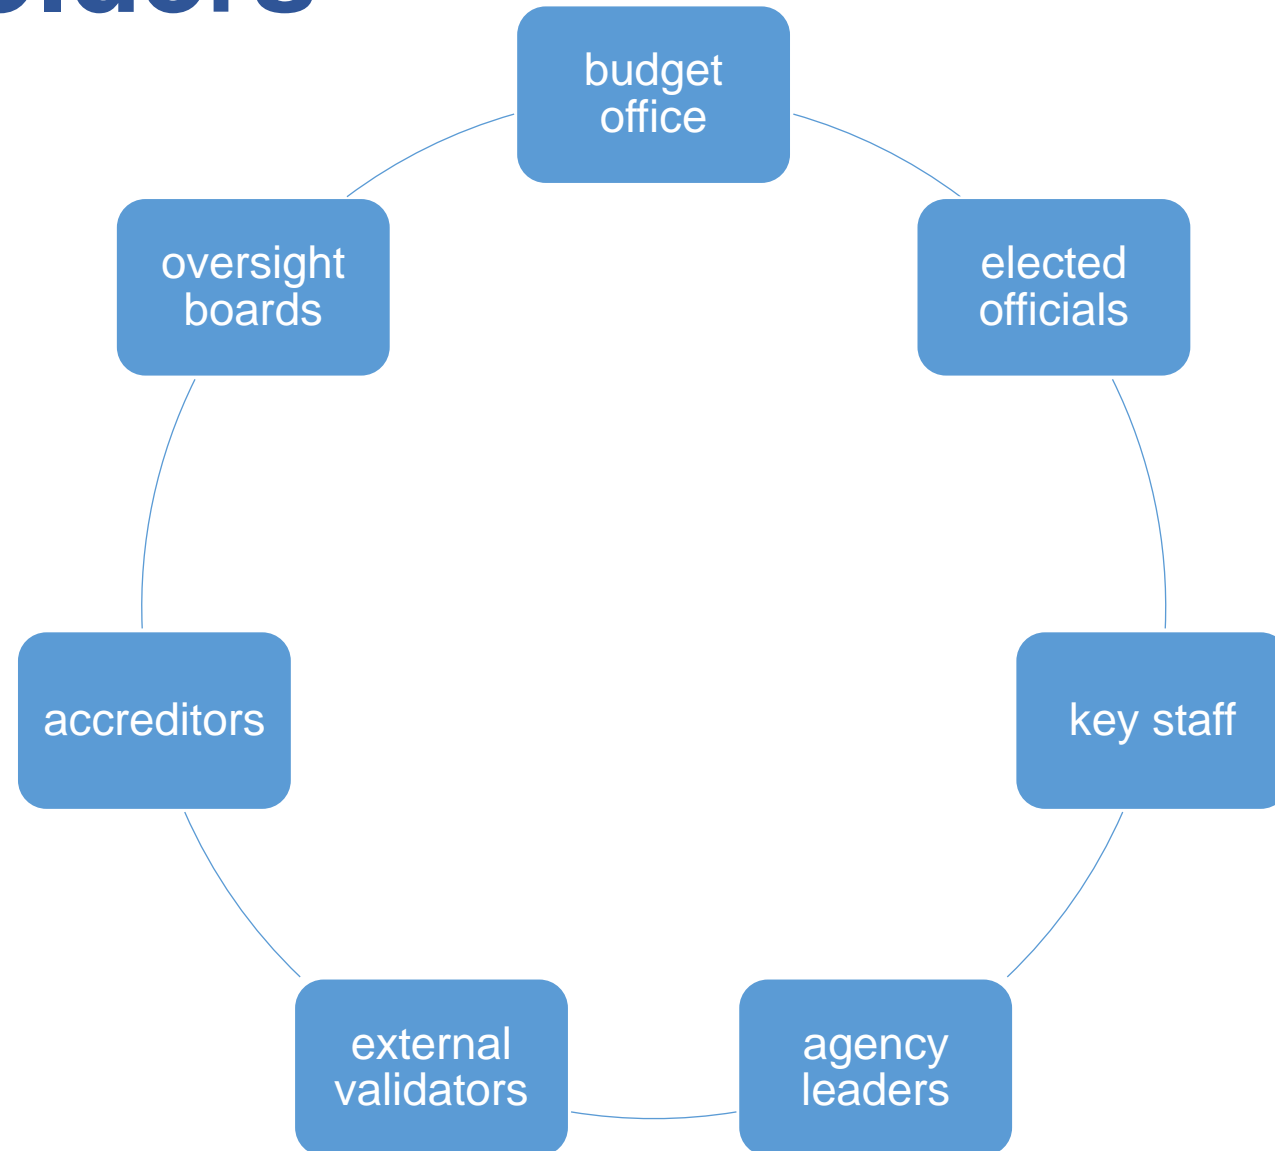 budget
office
elected
officials
key staff
agency
leaders
external
validators
accreditors
oversight
boards